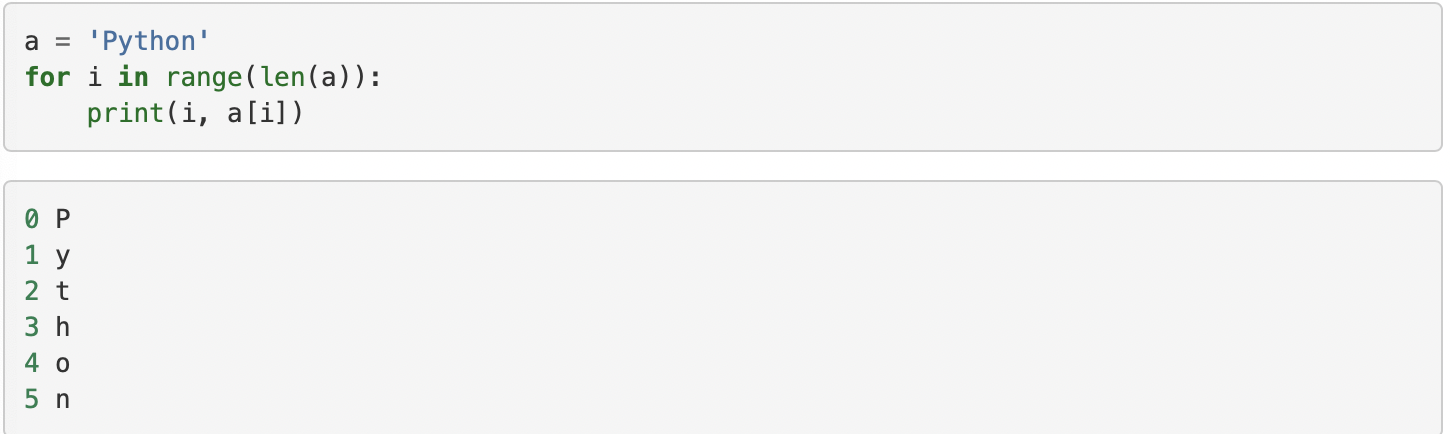 a = 'Python'
for i in range(len(a)):
    print(i, a[i])
0 P
1 y
2 t
3 h
4 o
5 n